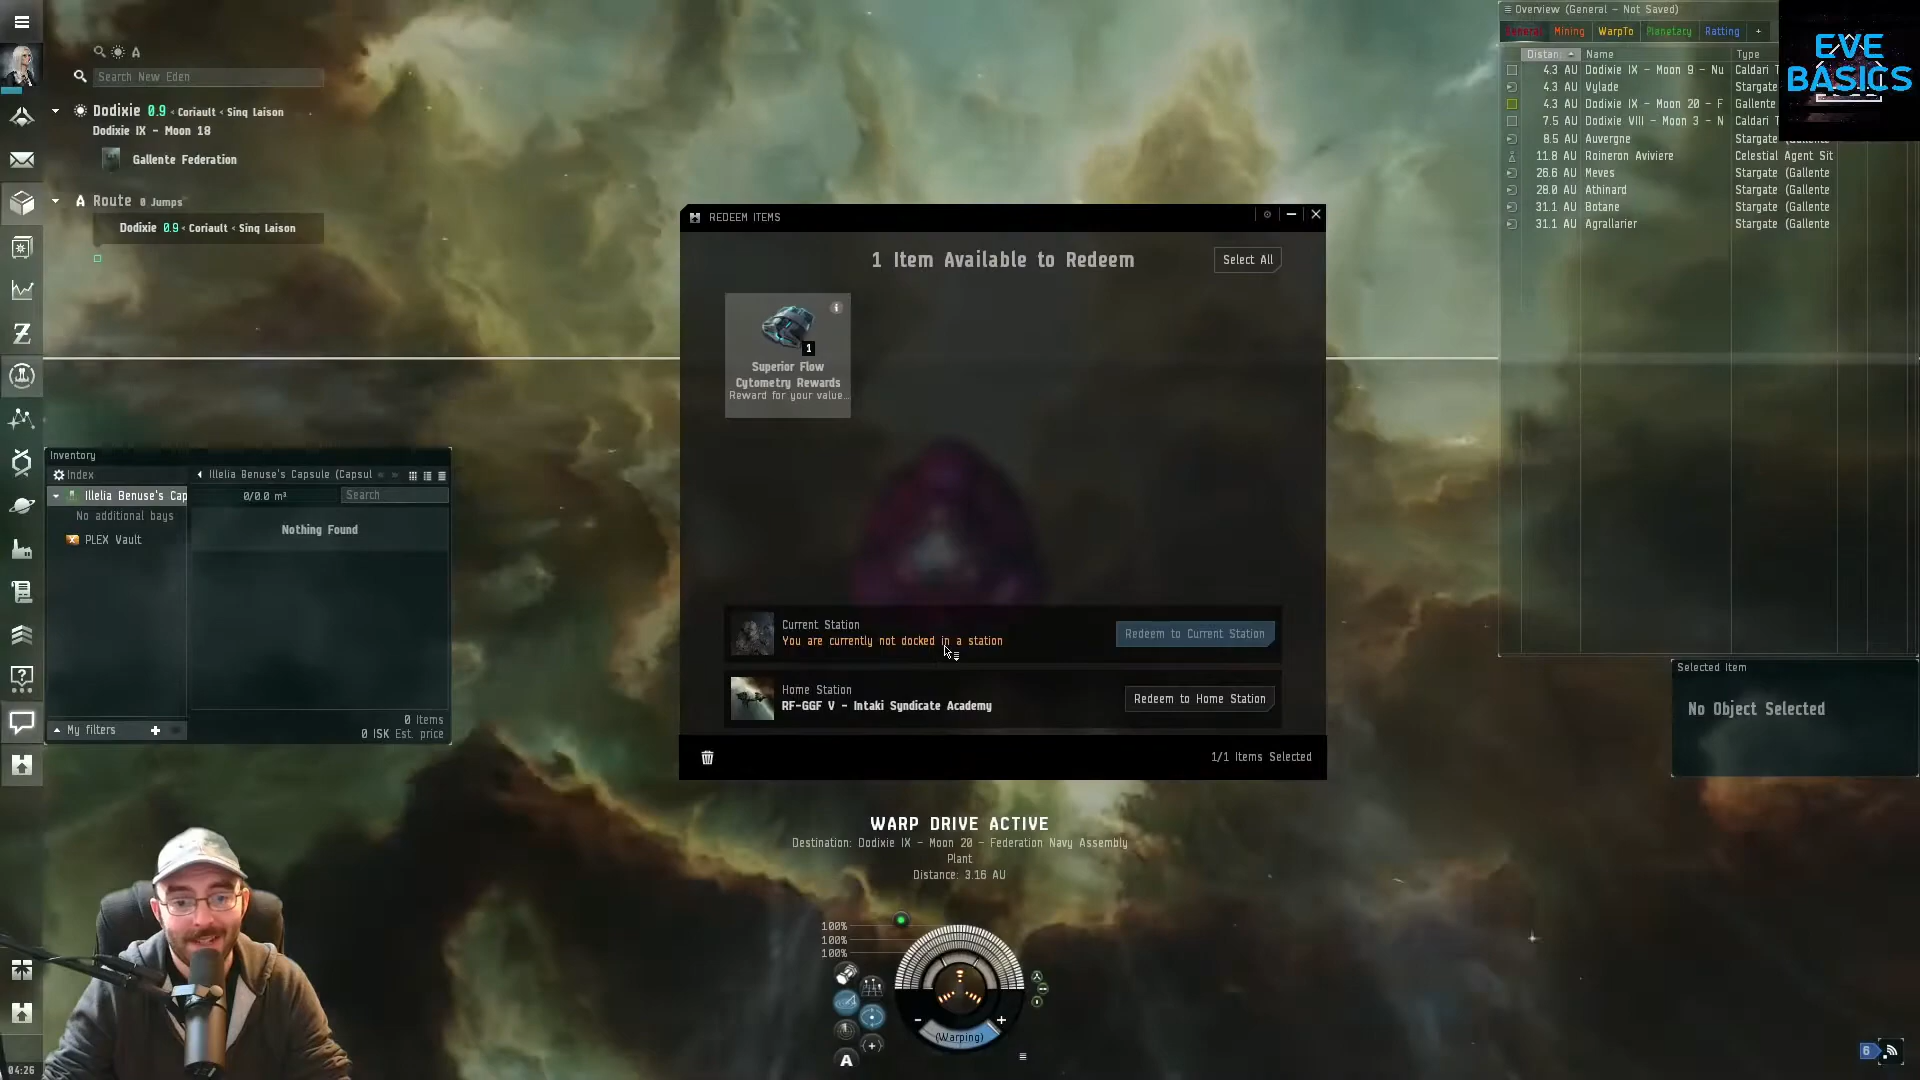 Search New Eden
Dodixie 0.9 < Coriault < Sinq Laison
Dodixie IX - Moon 18
Gallente Federation
A Route 0 Jumps
Dodixie 0.9 < Coriault < Sinq Laison
Inventory
Index
Illelia Benuse's Capsule (Capsul
Illelia Benuse's Cap
0/0.0 m³
Search
No additional bays
Nothing Found
PLEX Vault
My filters
0 Items
0 ISK Est. price
04:26
REDEEM ITEMS
1 Item Available to Redeem
Select All
1
Superior Flow
Cytometry Rewards
Reward for your value...
Current Station
You are currently not docked in a station
Redeem to Current Station
Home Station
RF-GGF V - Intaki Syndicate Academy
Redeem to Home Station
1/1 Items Selected
WARP DRIVE ACTIVE
Destination: Dodixie IX - Moon 20 - Federation Navy Assembly
Plant
Distance: 3.16 AU
100%
100%
100%
(Warping)
A
Overview (General - Not Saved)
General Mining WarpTo Planetary Ratting +
Distan Name Type
4.3 AU Dodixie IX - Moon 9 - Nu Caldari T
4.3 AU Vylade Stargate
4.3 AU Dodixie IX - Moon 20 - F Gallente
7.5 AU Dodixie VIII - Moon 3 - N Caldari T
8.5 AU Auvergne Stargate (Gallente
11.8 AU Roineron Aviviere Celestial Agent Sit
26.6 AU Meves Stargate (Gallente
28.0 AU Athinard Stargate (Gallente
31.1 AU Botane Stargate (Gallente
31.1 AU Agrallarier Stargate (Gallente
EVE
BASICS
Selected Item
No Object Selected
6